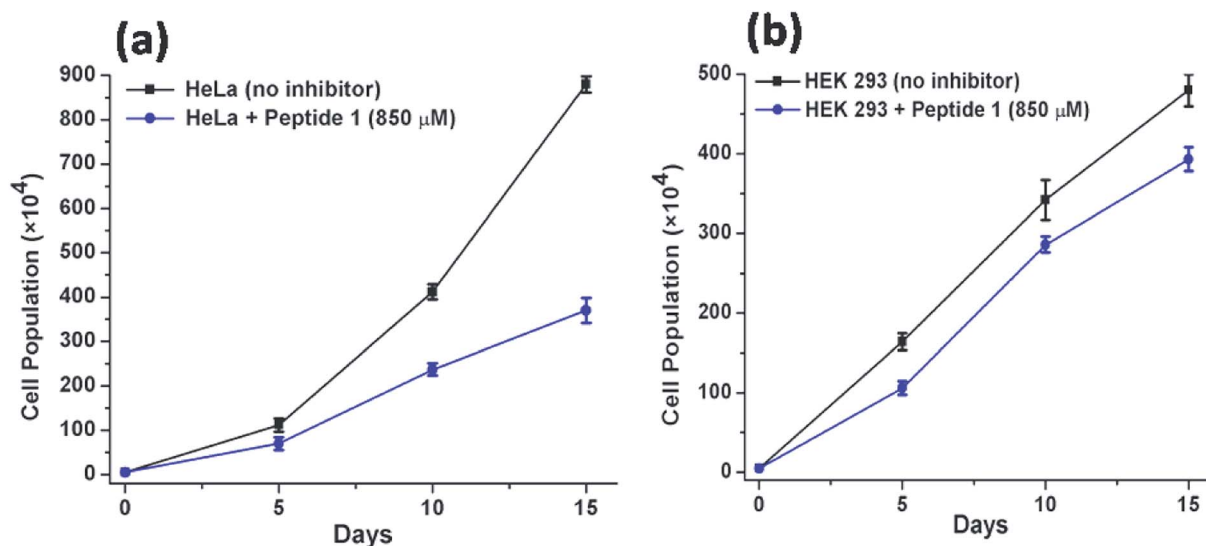 (a)
HeLa (no inhibitor)
HeLa + Peptide 1 (850 μM)
Cell Population (×10⁴)
900
800
700
600
500
400
300
200
100
0
0 5 10 15
Days
(b)
HEK 293 (no inhibitor)
HEK 293 + Peptide 1 (850 μM)
Cell Population (×10⁴)
500
400
300
200
100
0
0 5 10 15
Days